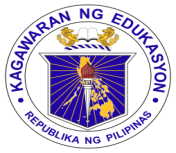 KAGAWARAN NG EDUKASYON
REPUBLIKA NG PILIPINAS